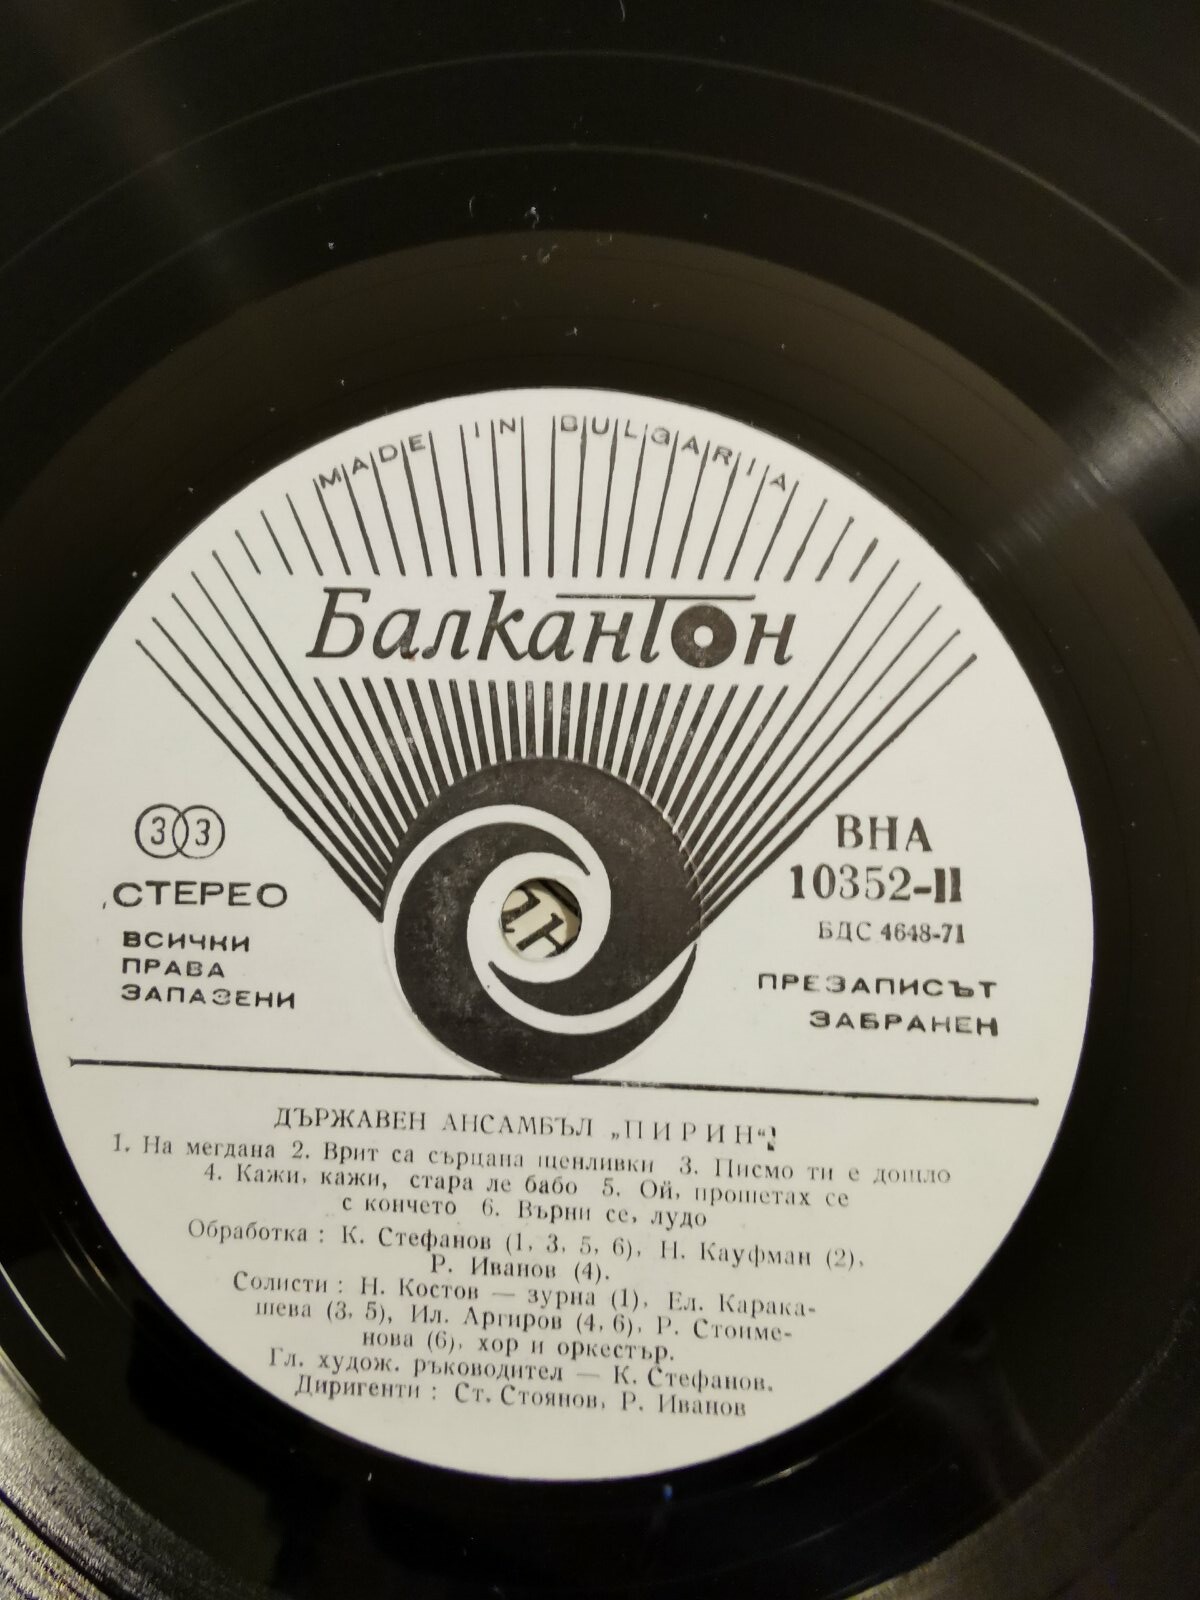 MADE IN BULGARIA
Балкантон
33
СТЕРЕО
ВСИЧКИ
ПРАВА
ЗАПАЗЕНИ
ВНА
10352-II
БДС 4648-71
ПРЕЗАПИСЪТ
ЗАБРАНЕН
ДЪРЖАВЕН АНСАМБЪЛ „ПИРИН“
1. На мегдана 2. Врит са сърцана щенливки 3. Писмо ти е дошло
4. Кажи, кажи, стара ле бабо 5. Ой, прошетах се
с кончето 6. Върни се, лудо
Обработка : К. Стефанов (1, 3, 5, 6), Н. Кауфман (2),
Р. Иванов (4).
Солисти : Н. Костов — зурна (1), Ел. Карака-
шева (3, 5), Ил. Аргиров (4, 6), Р. Стоиме-
нова (6), хор и оркестър.
Гл. худож. ръководител — К. Стефанов.
Диригенти : Ст. Стоянов, Р. Иванов